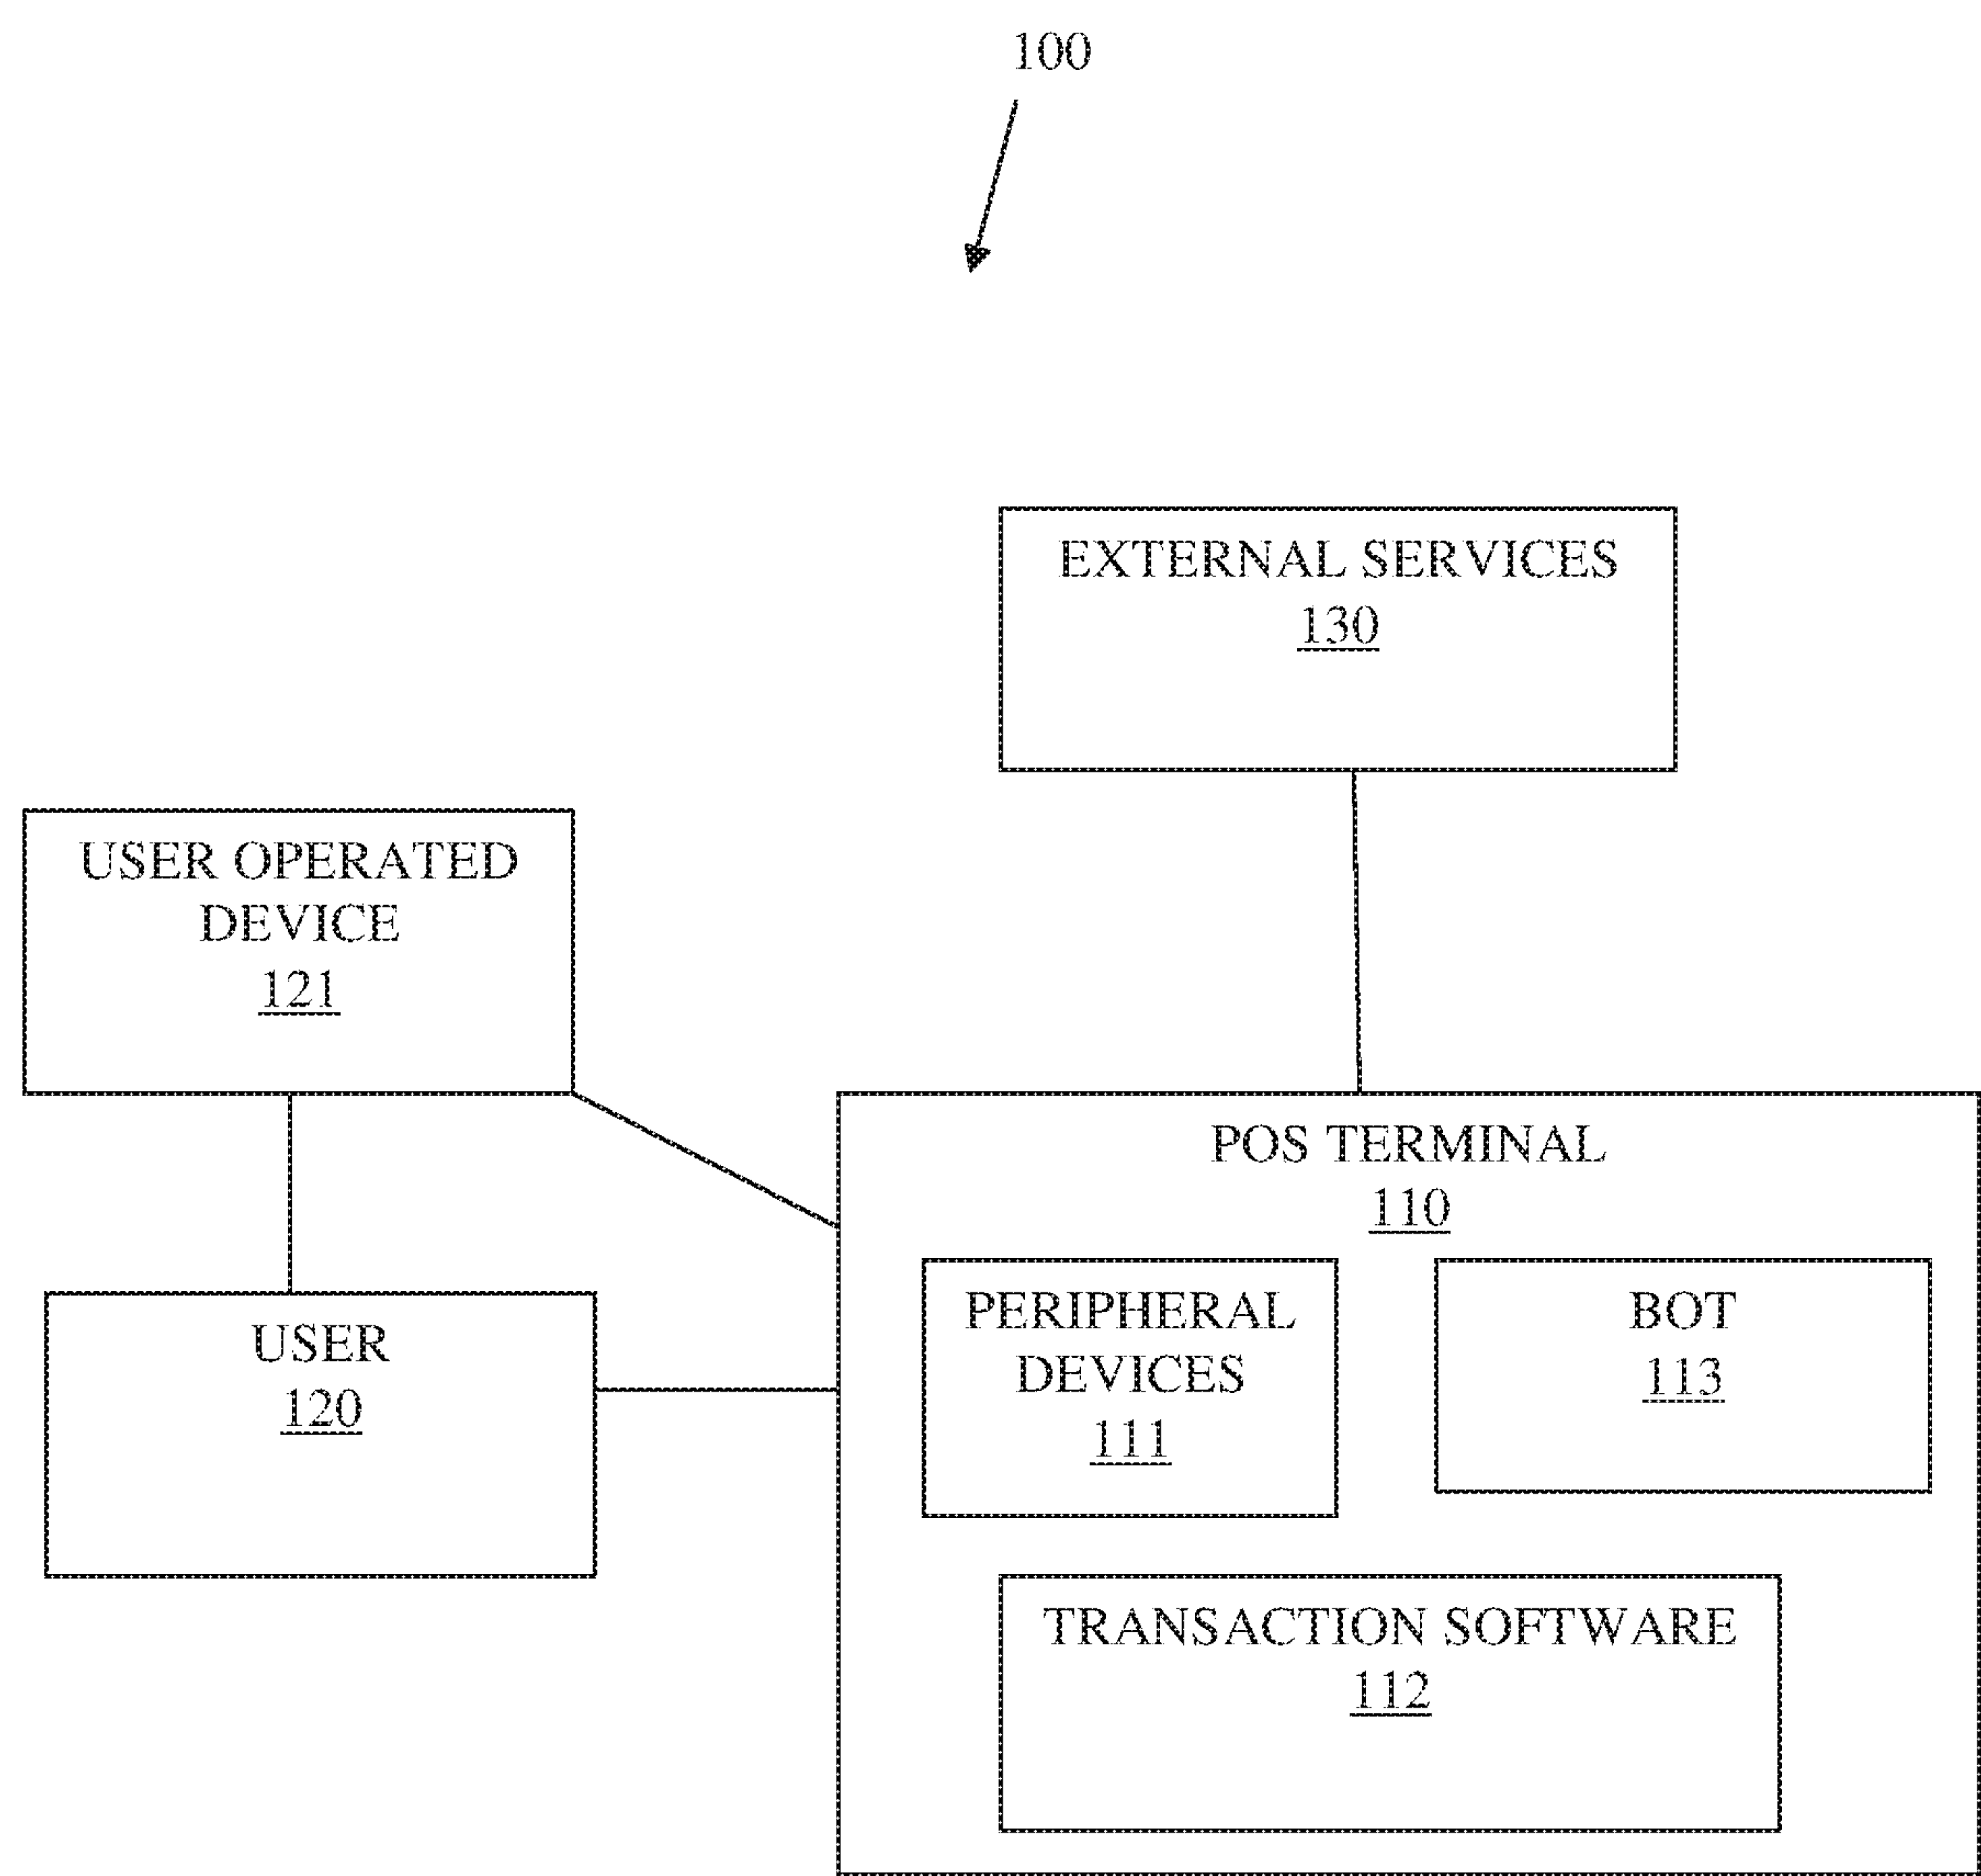 100
EXTERNAL SERVICES
130
USER OPERATED
DEVICE
121
USER
120
POS TERMINAL
110
PERIPHERAL
DEVICES
111
BOT
113
TRANSACTION SOFTWARE
112